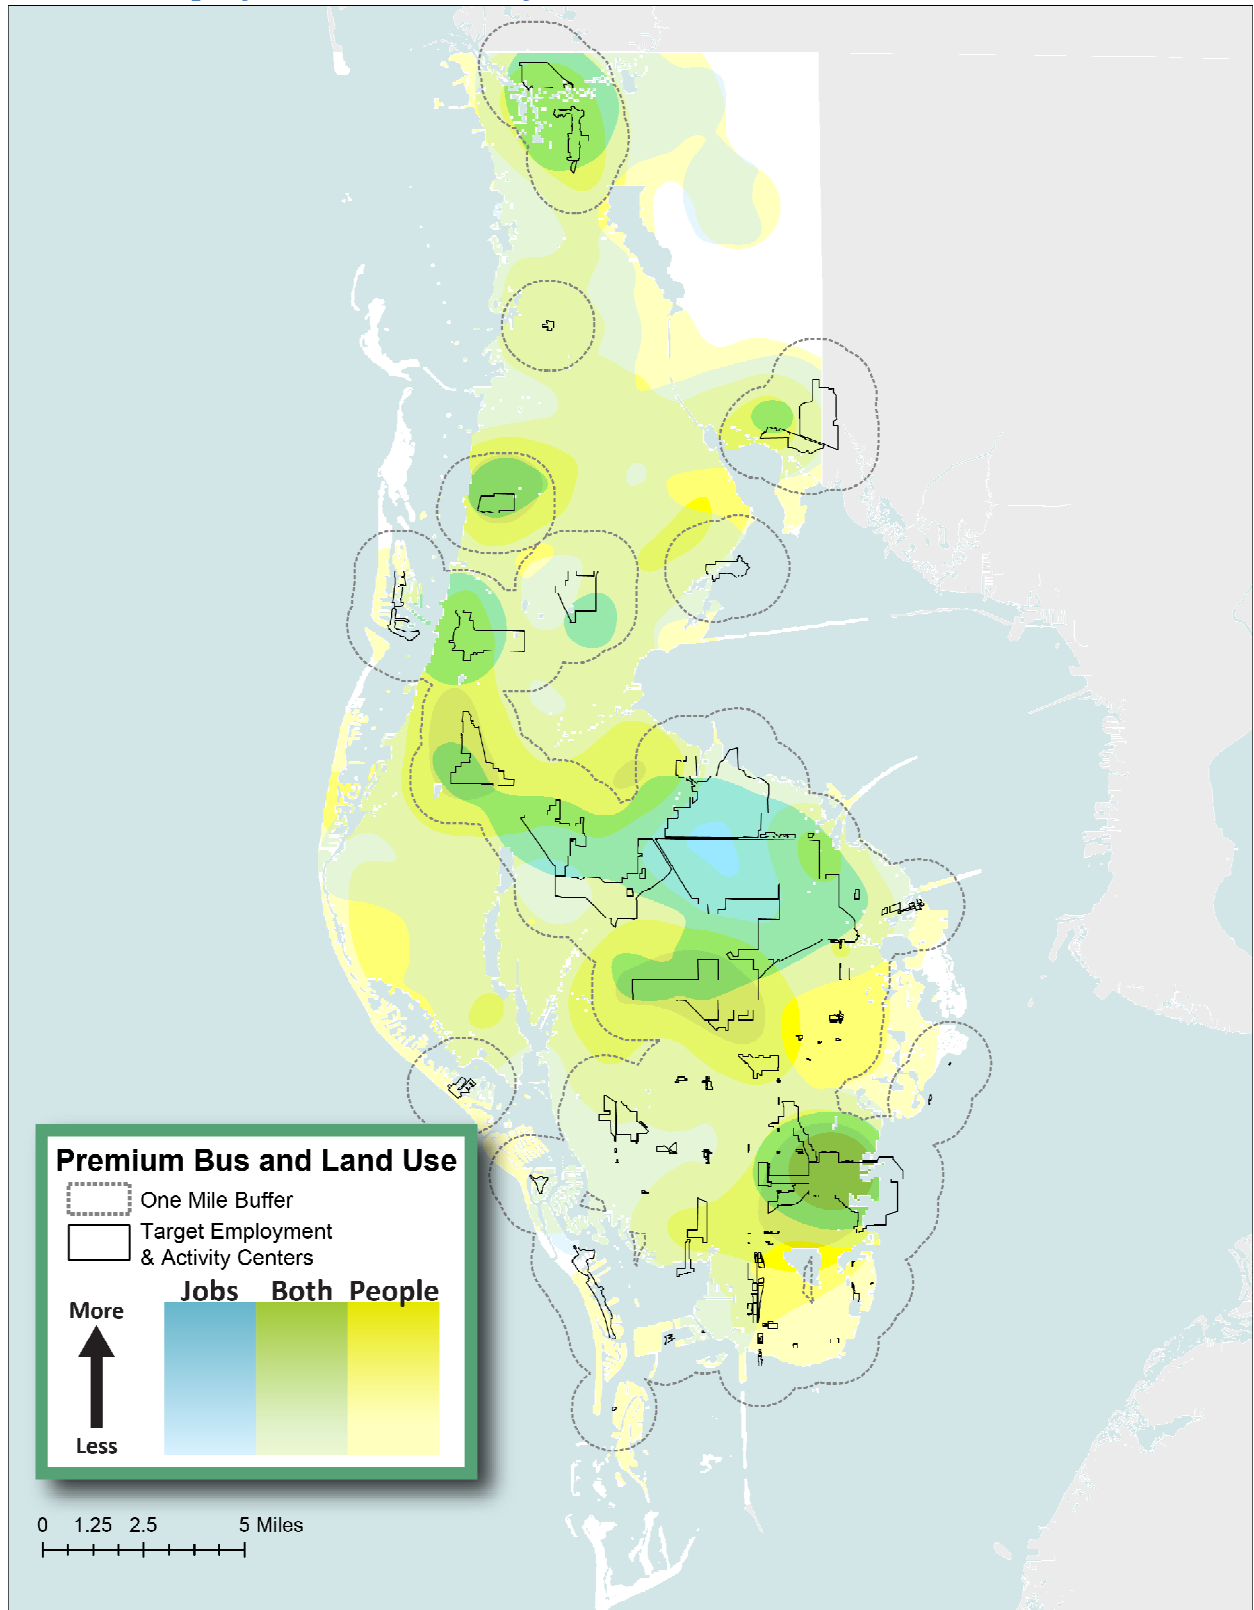 Premium Bus and Land Use
One Mile Buffer
Target Employment
& Activity Centers
Jobs Both People
More
Less
0 1.25 2.5 5 Miles